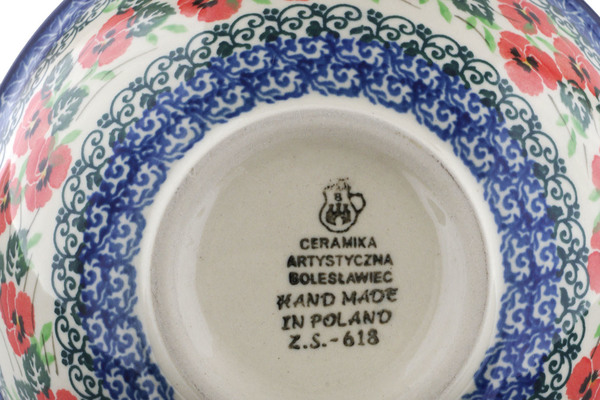 B
CERAMIKA
ARTYSTYCZNA
BOLESŁAWIEC
HAND MADE
IN POLAND
Z.S.-618